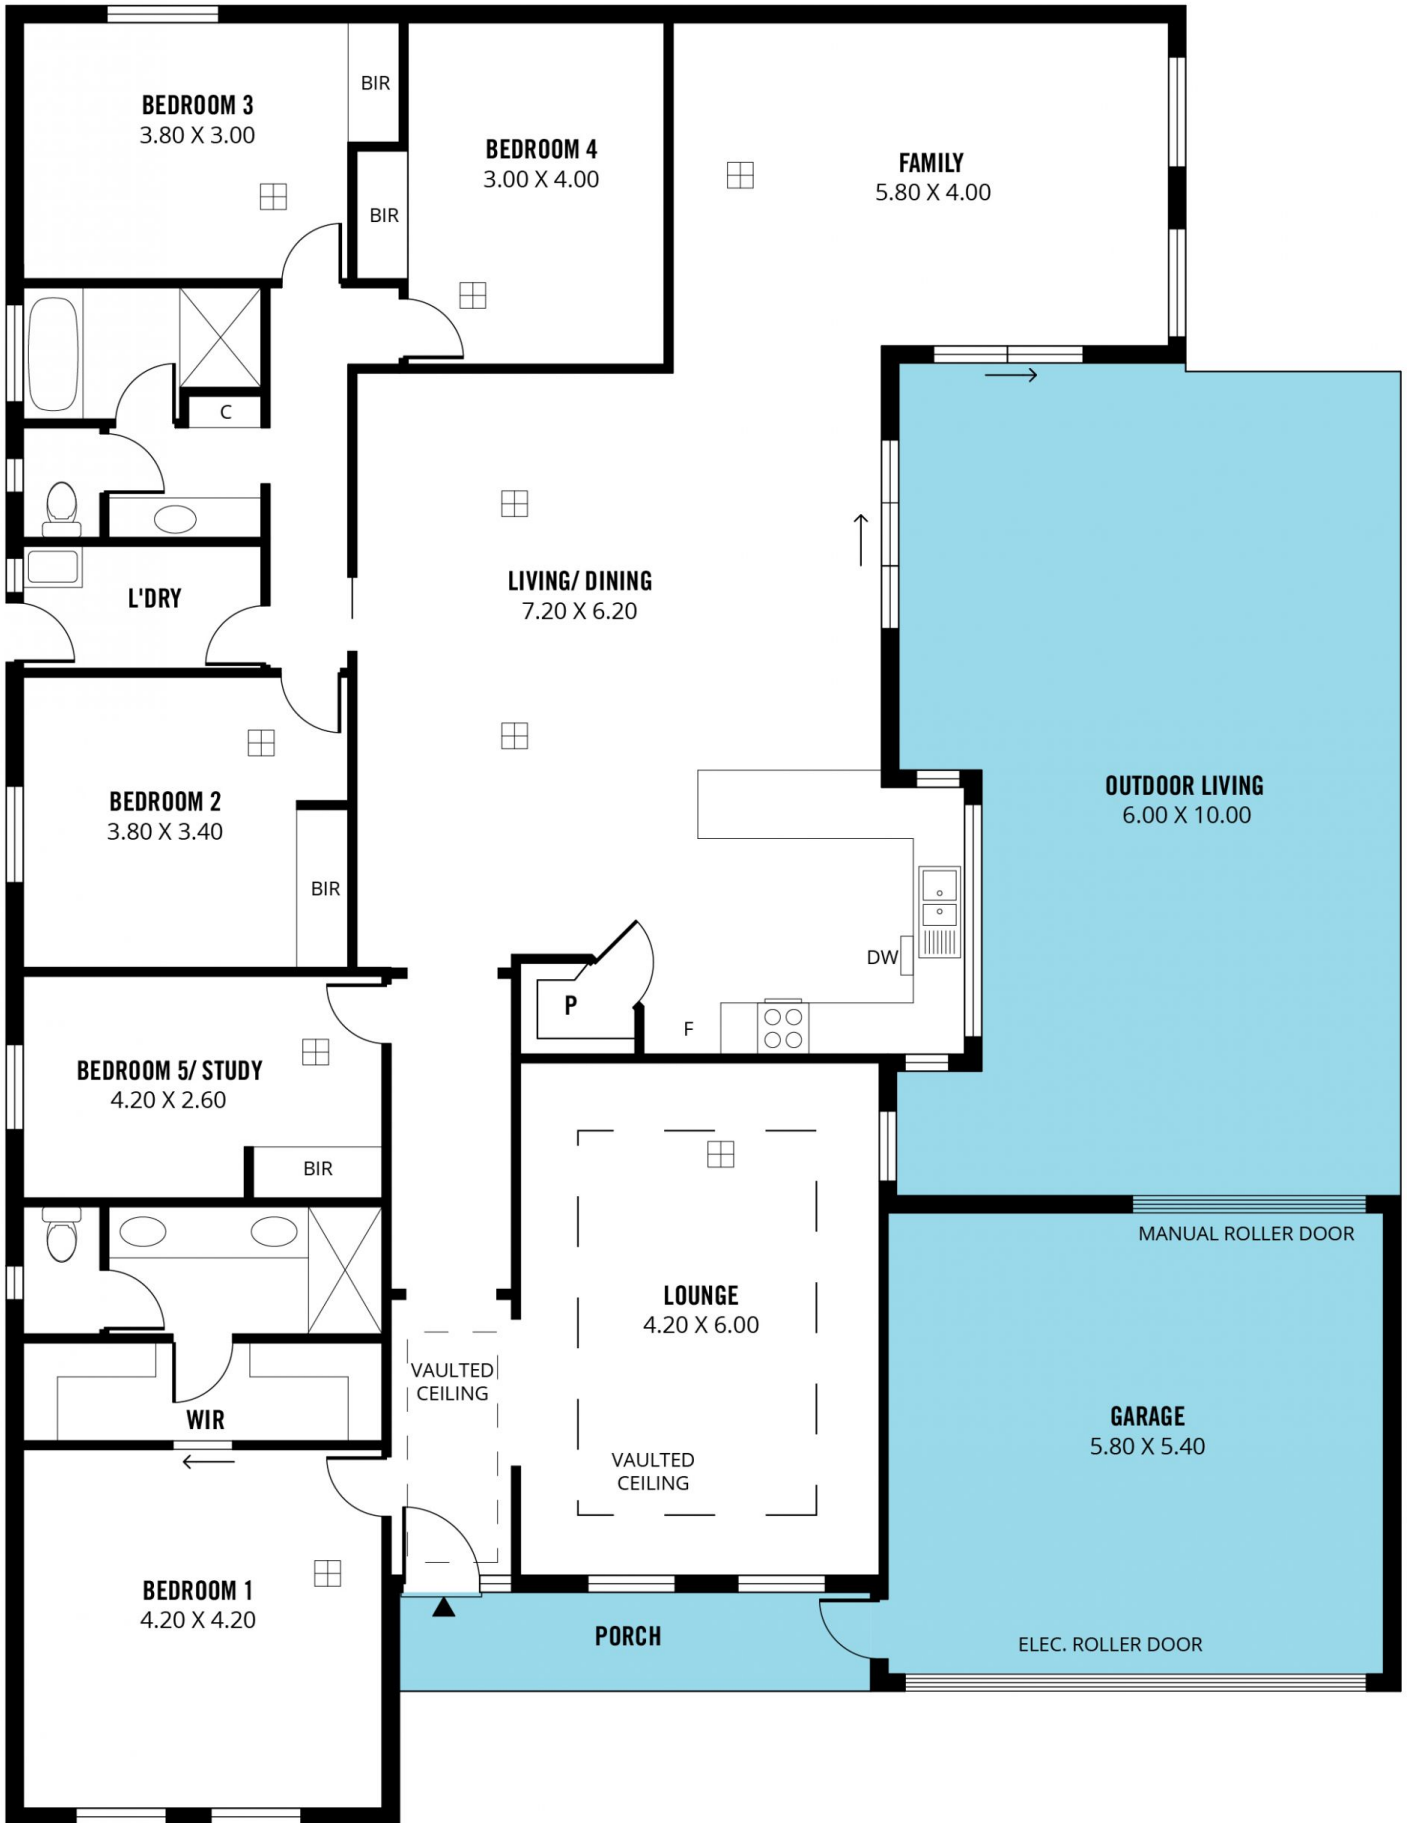 BEDROOM 3
3.80 X 3.00
BIR
BEDROOM 4
3.00 X 4.00
BIR
FAMILY
5.80 X 4.00
C
L'DRY
LIVING/ DINING
7.20 X 6.20
BEDROOM 2
3.80 X 3.40
BIR
OUTDOOR LIVING
6.00 X 10.00
DW
P
F
BEDROOM 5/ STUDY
4.20 X 2.60
BIR
MANUAL ROLLER DOOR
LOUNGE
4.20 X 6.00
VAULTED
CEILING
WIR
VAULTED
CEILING
GARAGE
5.80 X 5.40
BEDROOM 1
4.20 X 4.20
PORCH
ELEC. ROLLER DOOR